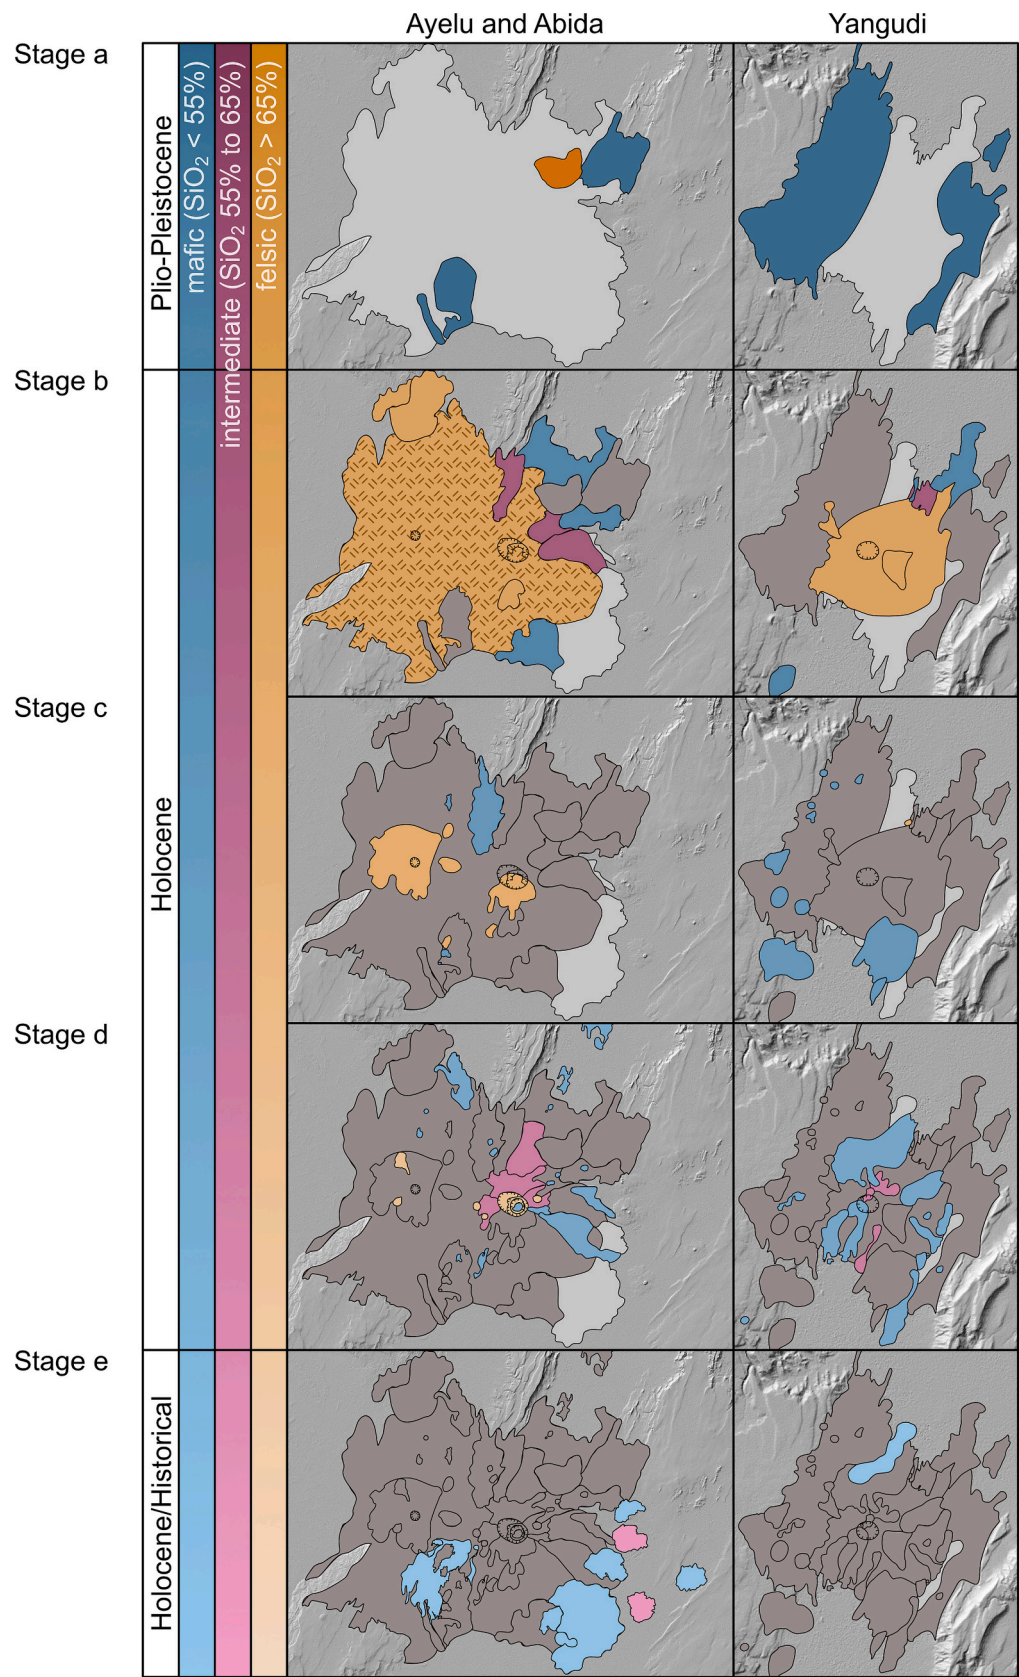 Ayelu and Abida
Yangudi
Stage a
Plio-Pleistocene
mafic (SiO₂ < 55%)
intermediate (SiO₂ 55% to 65%)
felsic (SiO₂ > 65%)
Stage b
Stage c
Holocene
Stage d
Stage e
Holocene/Historical